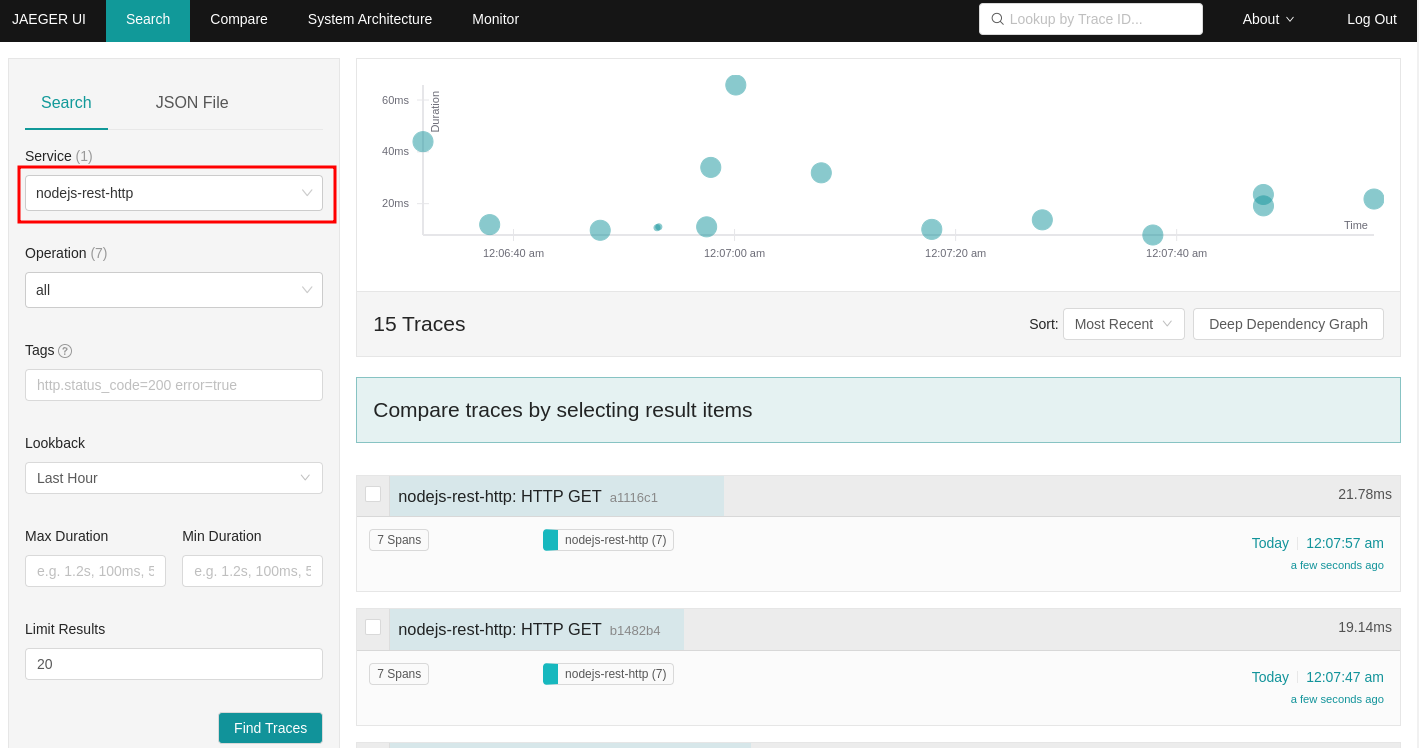 JAEGER UI Search Compare System Architecture Monitor Lookup by Trace ID... About Log Out
Search JSON File
Service (1)
nodejs-rest-http
Operation (7)
all
Tags ?
http.status_code=200 error=true
Lookback
Last Hour
Max Duration Min Duration
e.g. 1.2s, 100ms, 5 e.g. 1.2s, 100ms, 5
Limit Results
20
Find Traces
Duration
60ms
40ms
20ms
Time
12:06:40 am 12:07:00 am 12:07:20 am 12:07:40 am
15 Traces Sort: Most Recent Deep Dependency Graph
Compare traces by selecting result items
nodejs-rest-http: HTTP GET a1116c1 21.78ms
7 Spans nodejs-rest-http (7) Today 12:07:57 am
a few seconds ago
nodejs-rest-http: HTTP GET b1482b4 19.14ms
7 Spans nodejs-rest-http (7) Today 12:07:47 am
a few seconds ago